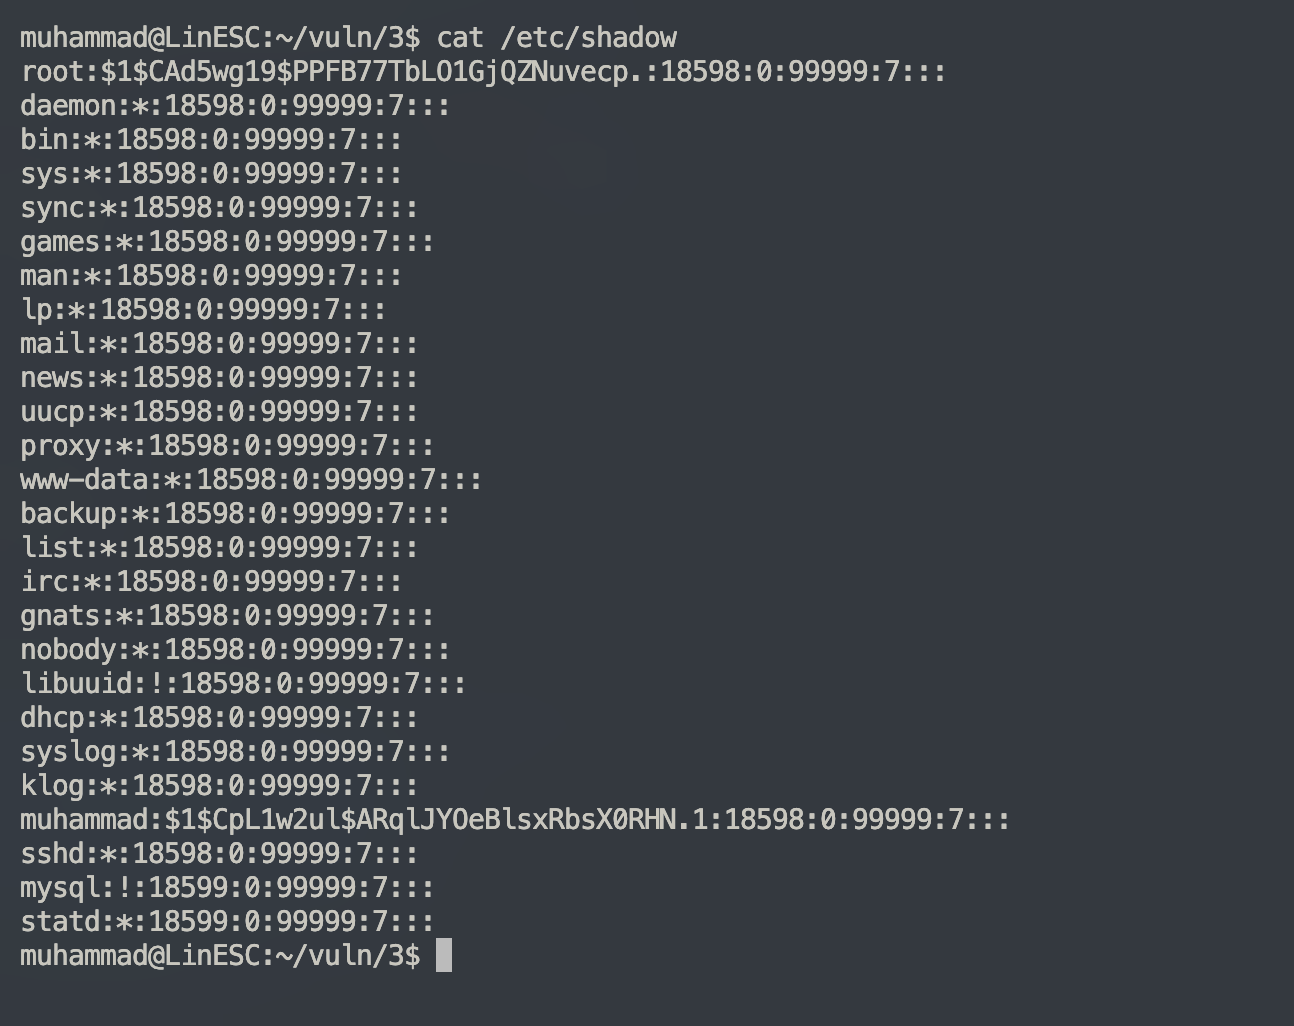 muhammad@LinESC:~/vuln/3$ cat /etc/shadow
root:$1$CAd5wg19$PPFB77TbLO1GjQZNuvecp.:18598:0:99999:7:::
daemon:*:18598:0:99999:7:::
bin:*:18598:0:99999:7:::
sys:*:18598:0:99999:7:::
sync:*:18598:0:99999:7:::
games:*:18598:0:99999:7:::
man:*:18598:0:99999:7:::
lp:*:18598:0:99999:7:::
mail:*:18598:0:99999:7:::
news:*:18598:0:99999:7:::
uucp:*:18598:0:99999:7:::
proxy:*:18598:0:99999:7:::
www-data:*:18598:0:99999:7:::
backup:*:18598:0:99999:7:::
list:*:18598:0:99999:7:::
irc:*:18598:0:99999:7:::
gnats:*:18598:0:99999:7:::
nobody:*:18598:0:99999:7:::
libuuid:!:18598:0:99999:7:::
dhcp:*:18598:0:99999:7:::
syslog:*:18598:0:99999:7:::
klog:*:18598:0:99999:7:::
muhammad:$1$CpL1w2ul$ARqlJYOeBlsxRbsX0RHN.1:18598:0:99999:7:::
sshd:*:18598:0:99999:7:::
mysql:!:18599:0:99999:7:::
statd:*:18599:0:99999:7:::
muhammad@LinESC:~/vuln/3$